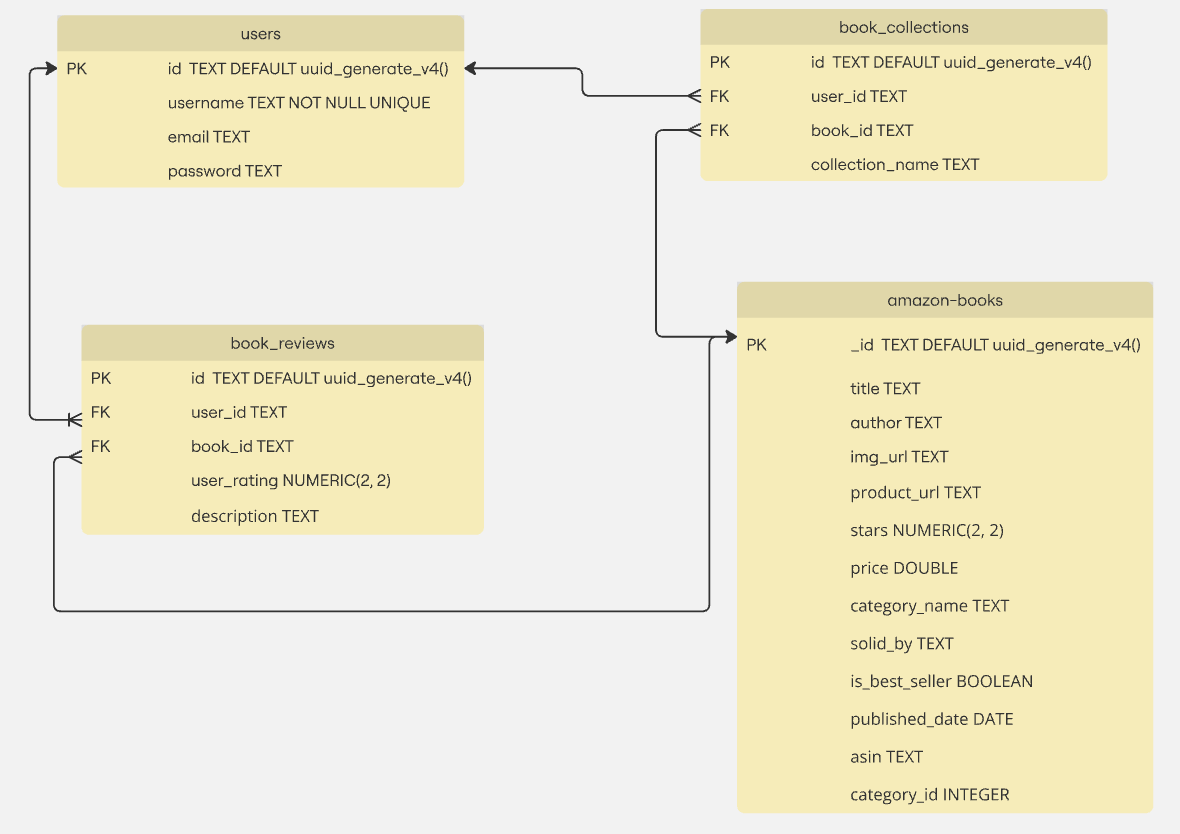 users
PK id TEXT DEFAULT uuid_generate_v4()
username TEXT NOT NULL UNIQUE
email TEXT
password TEXT
book_collections
PK id TEXT DEFAULT uuid_generate_v4()
FK user_id TEXT
FK book_id TEXT
collection_name TEXT
book_reviews
PK id TEXT DEFAULT uuid_generate_v4()
FK user_id TEXT
FK book_id TEXT
user_rating NUMERIC(2, 2)
description TEXT
amazon-books
PK _id TEXT DEFAULT uuid_generate_v4()
title TEXT
author TEXT
img_url TEXT
product_url TEXT
stars NUMERIC(2, 2)
price DOUBLE
category_name TEXT
solid_by TEXT
is_best_seller BOOLEAN
published_date DATE
asin TEXT
category_id INTEGER